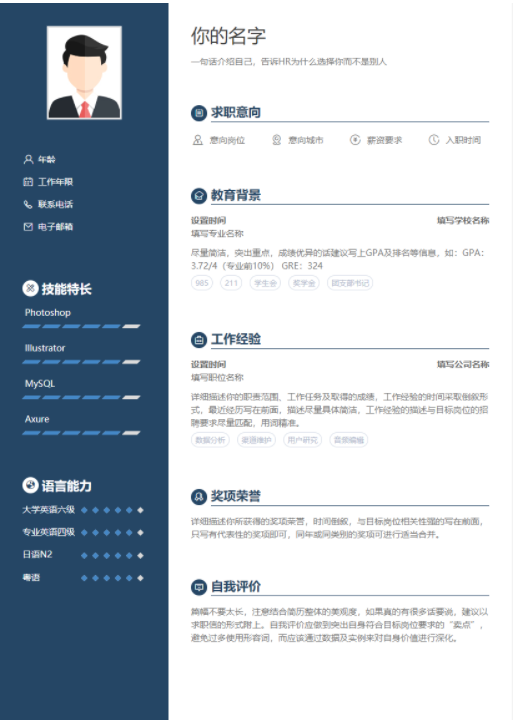 年龄
工作年限
联系电话
电子邮箱
技能特长
Photoshop
Illustrator
MySQL
Axure
语言能力
大学英语六级
专业英语四级
日语N2
粤语
你的名字
一句话介绍自己，告诉HR为什么选择你而不是别人
求职意向
意向岗位
意向城市
薪资要求
入职时间
教育背景
设置时间 填写学校名称
填写专业名称
尽量简洁，突出重点，成绩优异的话建议写上GPA及排名等信息，如：GPA：
3.72/4（专业前10%） GRE：324
985 211 学生会 奖学金 团支部书记
工作经验
设置时间 填写公司名称
填写职位名称
详细描述你的职责范围、工作任务及取得的成绩，工作经验的时间采取倒叙形
式，最近经历写在前面，描述尽量具体简洁，工作经验的描述与目标岗位的招
聘要求尽量匹配，用词精准。
数据分析 渠道维护 用户研究 音频编辑
奖项荣誉
详细描述你所获得的奖项荣誉，时间倒叙，与目标岗位相关性强的写在前面，
只写有代表性的奖项即可，同年或同类别的奖项可进行适当合并。
自我评价
篇幅不要太长，注意结合简历整体的美观度，如果真的有很多话要说，建议以
求职信的形式附上。自我评价应做到突出自身符合目标岗位要求的“卖点”，
避免过多使用形容词，而应该通过数据及实例来对自身价值进行深化。